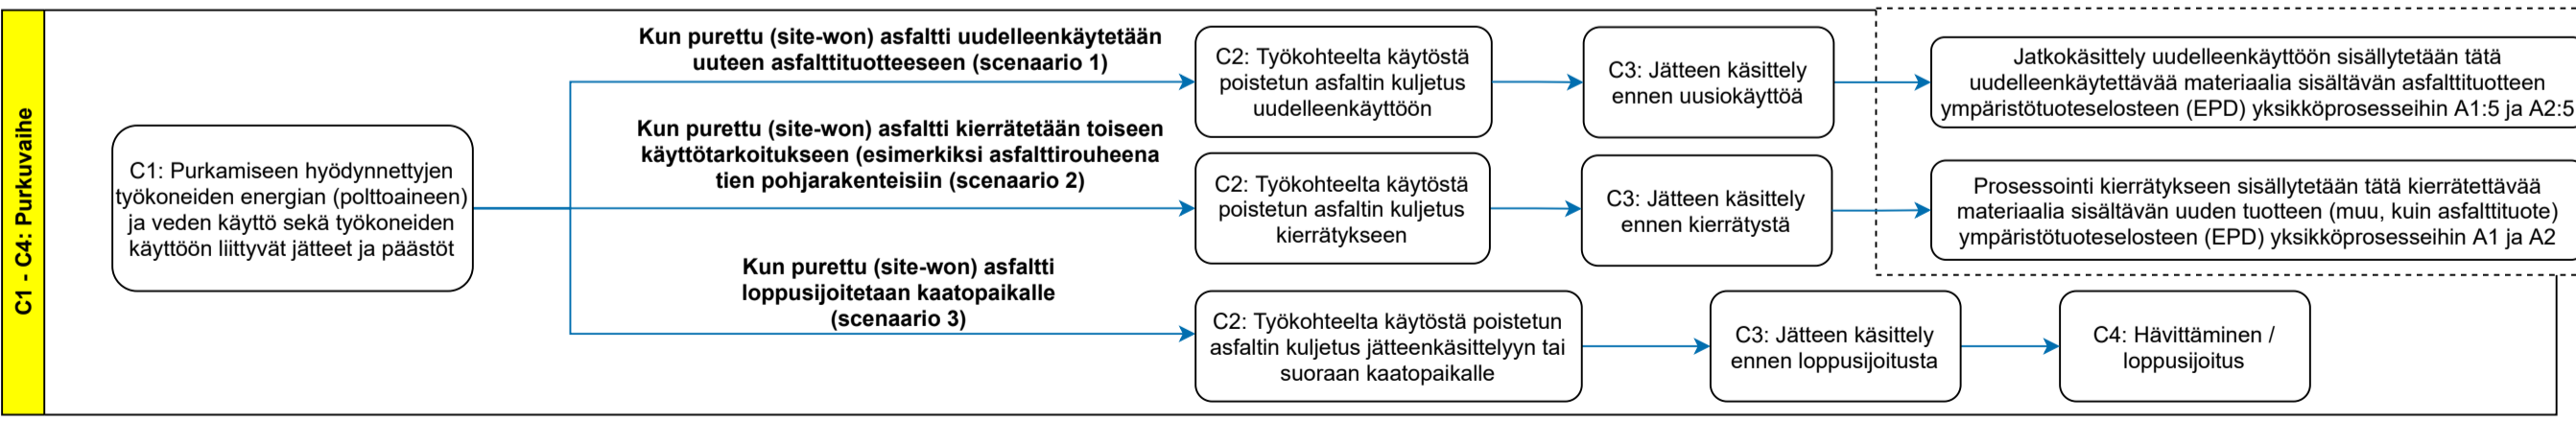 C1 - C4: Purkuvaihe
C1: Purkamiseen hyödynnettyjen
työkoneiden energian (polttoaineen)
ja veden käyttö sekä työkoneiden
käyttöön liittyvät jätteet ja päästöt
Kun purettu (site-won) asfaltti uudelleenkäytetään
uuteen asfalttituotteeseen (scenaario 1)
C2: Työkohteelta käytöstä
poistetun asfaltin kuljetus
uudelleenkäyttöön
C3: Jätteen käsittely
ennen uusiokäyttöä
Jatkokäsittely uudelleenkäyttöön sisällytetään tätä
uudelleenkäytettävää materiaalia sisältävän asfalttituotteen
ympäristötuoteselosteen (EPD) yksikköprosesseihin A1:5 ja A2:5
Kun purettu (site-won) asfaltti kierrätetään toiseen
käyttötarkoitukseen (esimerkiksi asfalttirouheena
tien pohjarakenteisiin (scenaario 2)
C2: Työkohteelta käytöstä
poistetun asfaltin kuljetus
kierrätykseen
C3: Jätteen käsittely
ennen kierrätystä
Prosessointi kierrätykseen sisällytetään tätä kierrätettävää
materiaalia sisältävän uuden tuotteen (muu, kuin asfalttituote)
ympäristötuoteselosteen (EPD) yksikköprosesseihin A1 ja A2
Kun purettu (site-won) asfaltti
loppusijoitetaan kaatopaikalle
(scenaario 3)
C2: Työkohteelta käytöstä poistetun
asfaltin kuljetus jätteenkäsittelyyn tai
suoraan kaatopaikalle
C3: Jätteen käsittely
ennen loppusijoitusta
C4: Hävittäminen /
loppusijoitus